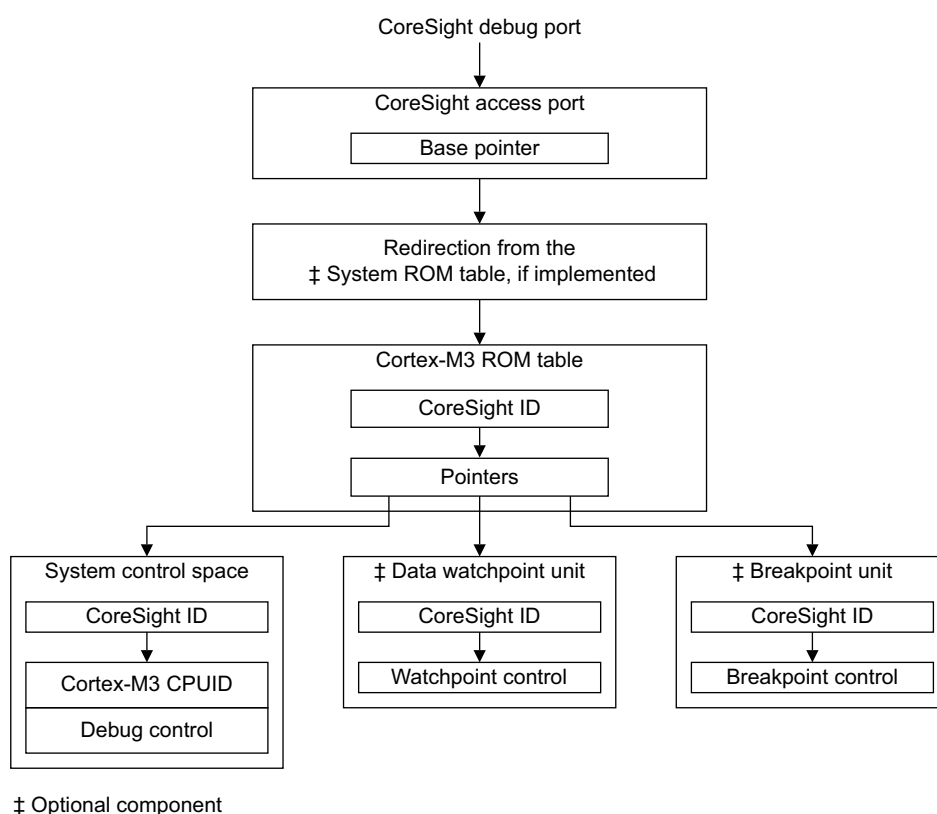 CoreSight debug port
CoreSight access port
Base pointer
Redirection from the
‡ System ROM table, if implemented
Cortex-M3 ROM table
CoreSight ID
Pointers
System control space
CoreSight ID
Cortex-M3 CPUID
Debug control
‡ Data watchpoint unit
CoreSight ID
Watchpoint control
‡ Breakpoint unit
CoreSight ID
Breakpoint control
‡ Optional component